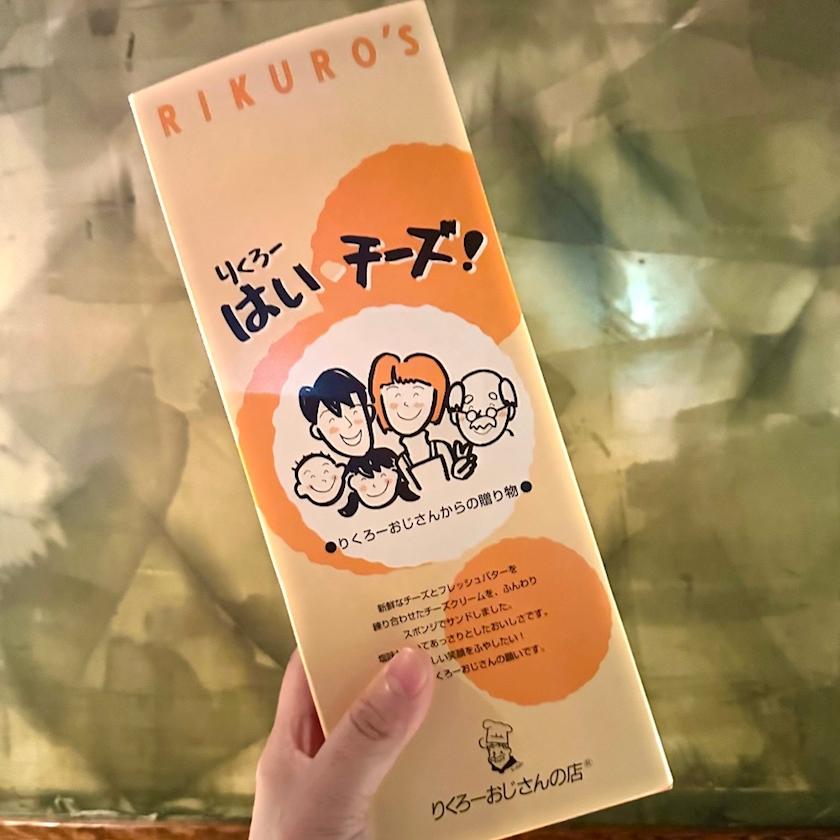 RIKURO'S
りくろー
はい チーズ!
●りくろーおじさんからの贈り物●
新鮮なチーズとフレッシュバターを
練り合わせたチーズクリームを、ふんわり
スポンジでサンドしました。
てあっさりとしたおいしさです。
しい笑顔をふやしたい!
くろーおじさんの願いです。
りくろーおじさんの店®